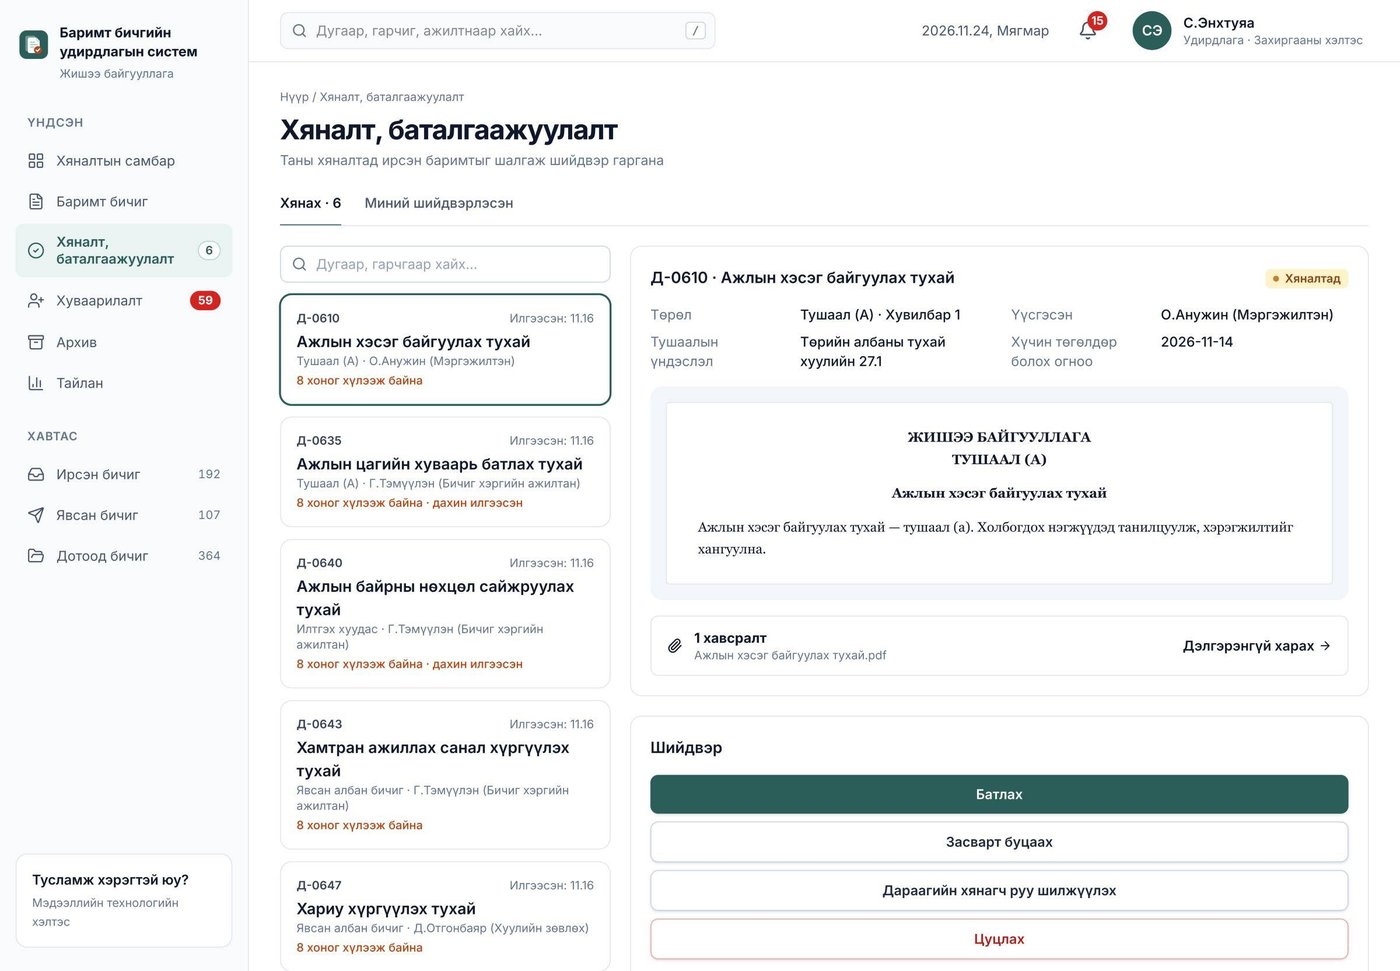 Баримт бичгийн
удирдлагын систем
Жишээ байгууллага
ҮНДСЭН
Хяналтын самбар
Баримт бичиг
Хяналт,
баталгаажуулалт
6
Хуваарилалт
59
Архив
Тайлан
ХАВТАС
Ирсэн бичиг
192
Явсан бичиг
107
Дотоод бичиг
364
Тусламж хэрэгтэй юу?
Мэдээллийн технологийн
хэлтэс
Дугаар, гарчиг, ажилтнаар хайх...
/
2026.11.24, Мягмар
15
СЭ
С.Энхтуяа
Удирдлага · Захиргааны хэлтэс
Нүүр / Хяналт, баталгаажуулалт
Хяналт, баталгаажуулалт
Таны хяналтад ирсэн баримтыг шалгаж шийдвэр гаргана
Хянах · 6
Миний шийдвэрлэсэн
Дугаар, гарчгаар хайх...
Д-0610
Илгээсэн: 11.16
Ажлын хэсэг байгуулах тухай
Тушаал (А) · О.Анужин (Мэргэжилтэн)
8 хоног хүлээж байна
Д-0635
Илгээсэн: 11.16
Ажлын цагийн хуваарь батлах тухай
Тушаал (А) · Г.Тэмүүлэн (Бичиг хэргийн ажилтан)
8 хоног хүлээж байна · дахин илгээсэн
Д-0640
Илгээсэн: 11.16
Ажлын байрны нөхцөл сайжруулах
тухай
Илтгэх хуудас · Г.Тэмүүлэн (Бичиг хэргийн
ажилтан)
8 хоног хүлээж байна · дахин илгээсэн
Д-0643
Илгээсэн: 11.16
Хамтран ажиллах санал хүргүүлэх
тухай
Явсан албан бичиг · Г.Тэмүүлэн (Бичиг хэргийн
ажилтан)
8 хоног хүлээж байна
Д-0647
Илгээсэн: 11.16
Хариу хүргүүлэх тухай
Явсан албан бичиг · Д.Отгонбаяр (Хуулийн зөвлөх)
8 хоног хүлээж байна
Д-0610 · Ажлын хэсэг байгуулах тухай
Хяналтад
Төрөл
Тушаал (А) · Хувилбар 1
Үүсгэсэн
О.Анужин (Мэргэжилтэн)
Тушаалын
үндэслэл
Төрийн албаны тухай
хуулийн 27.1
Хүчин төгөлдөр
болох огноо
2026-11-14
ЖИШЭЭ БАЙГУУЛЛАГА
ТУШААЛ (А)
Ажлын хэсэг байгуулах тухай
Ажлын хэсэг байгуулах тухай — тушаал (а). Холбогдох нэгжүүдэд танилцуулж, хэрэгжилтийг
хангуулна.
1 хавсралт
Ажлын хэсэг байгуулах тухай.pdf
Дэлгэрэнгүй харах →
Шийдвэр
Батлах
Засварт буцаах
Дараагийн хянагч руу шилжүүлэх
Цуцлах